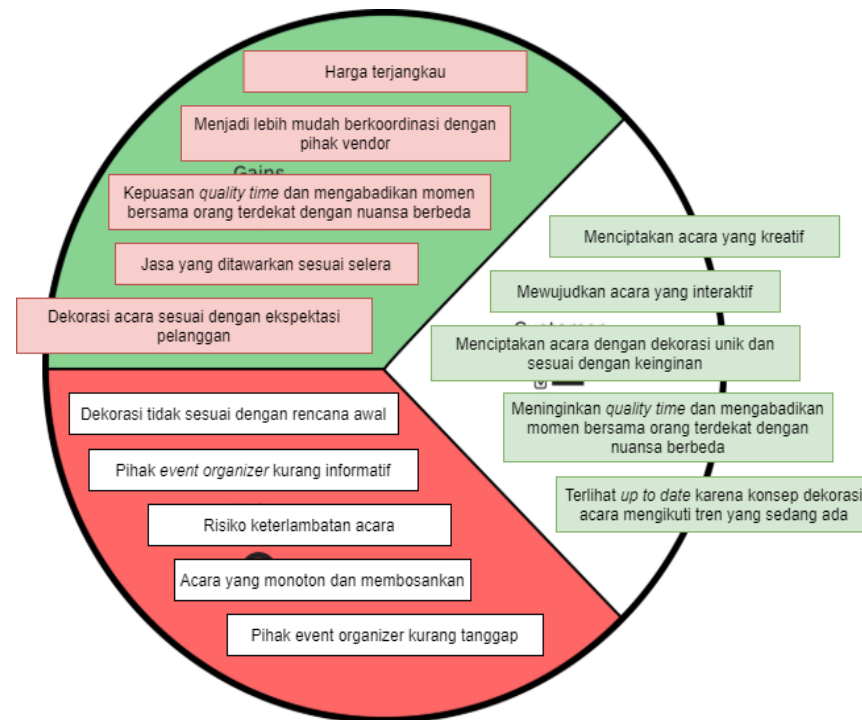 Harga terjangkau
Menjadi lebih mudah berkoordinasi dengan
pihak vendor
Gains
Kepuasan quality time dan mengabadikan
momen bersama orang terdekat dengan nuansa berbeda
Jasa yang ditawarkan sesuai selera
Dekorasi acara sesuai dengan ekspektasi
pelanggan
Menciptakan acara yang kreatif
Mewujudkan acara yang interaktif
Menciptakan acara dengan dekorasi unik dan
sesuai dengan keinginan
Meninginkan quality time dan mengabadikan
momen bersama orang terdekat dengan
nuansa berbeda
Terlihat up to date karena konsep dekorasi
acara mengikuti tren yang sedang ada
Dekorasi tidak sesuai dengan rencana awal
Pihak event organizer kurang informatif
Risiko keterlambatan acara
Acara yang monoton dan membosankan
Pihak event organizer kurang tanggap